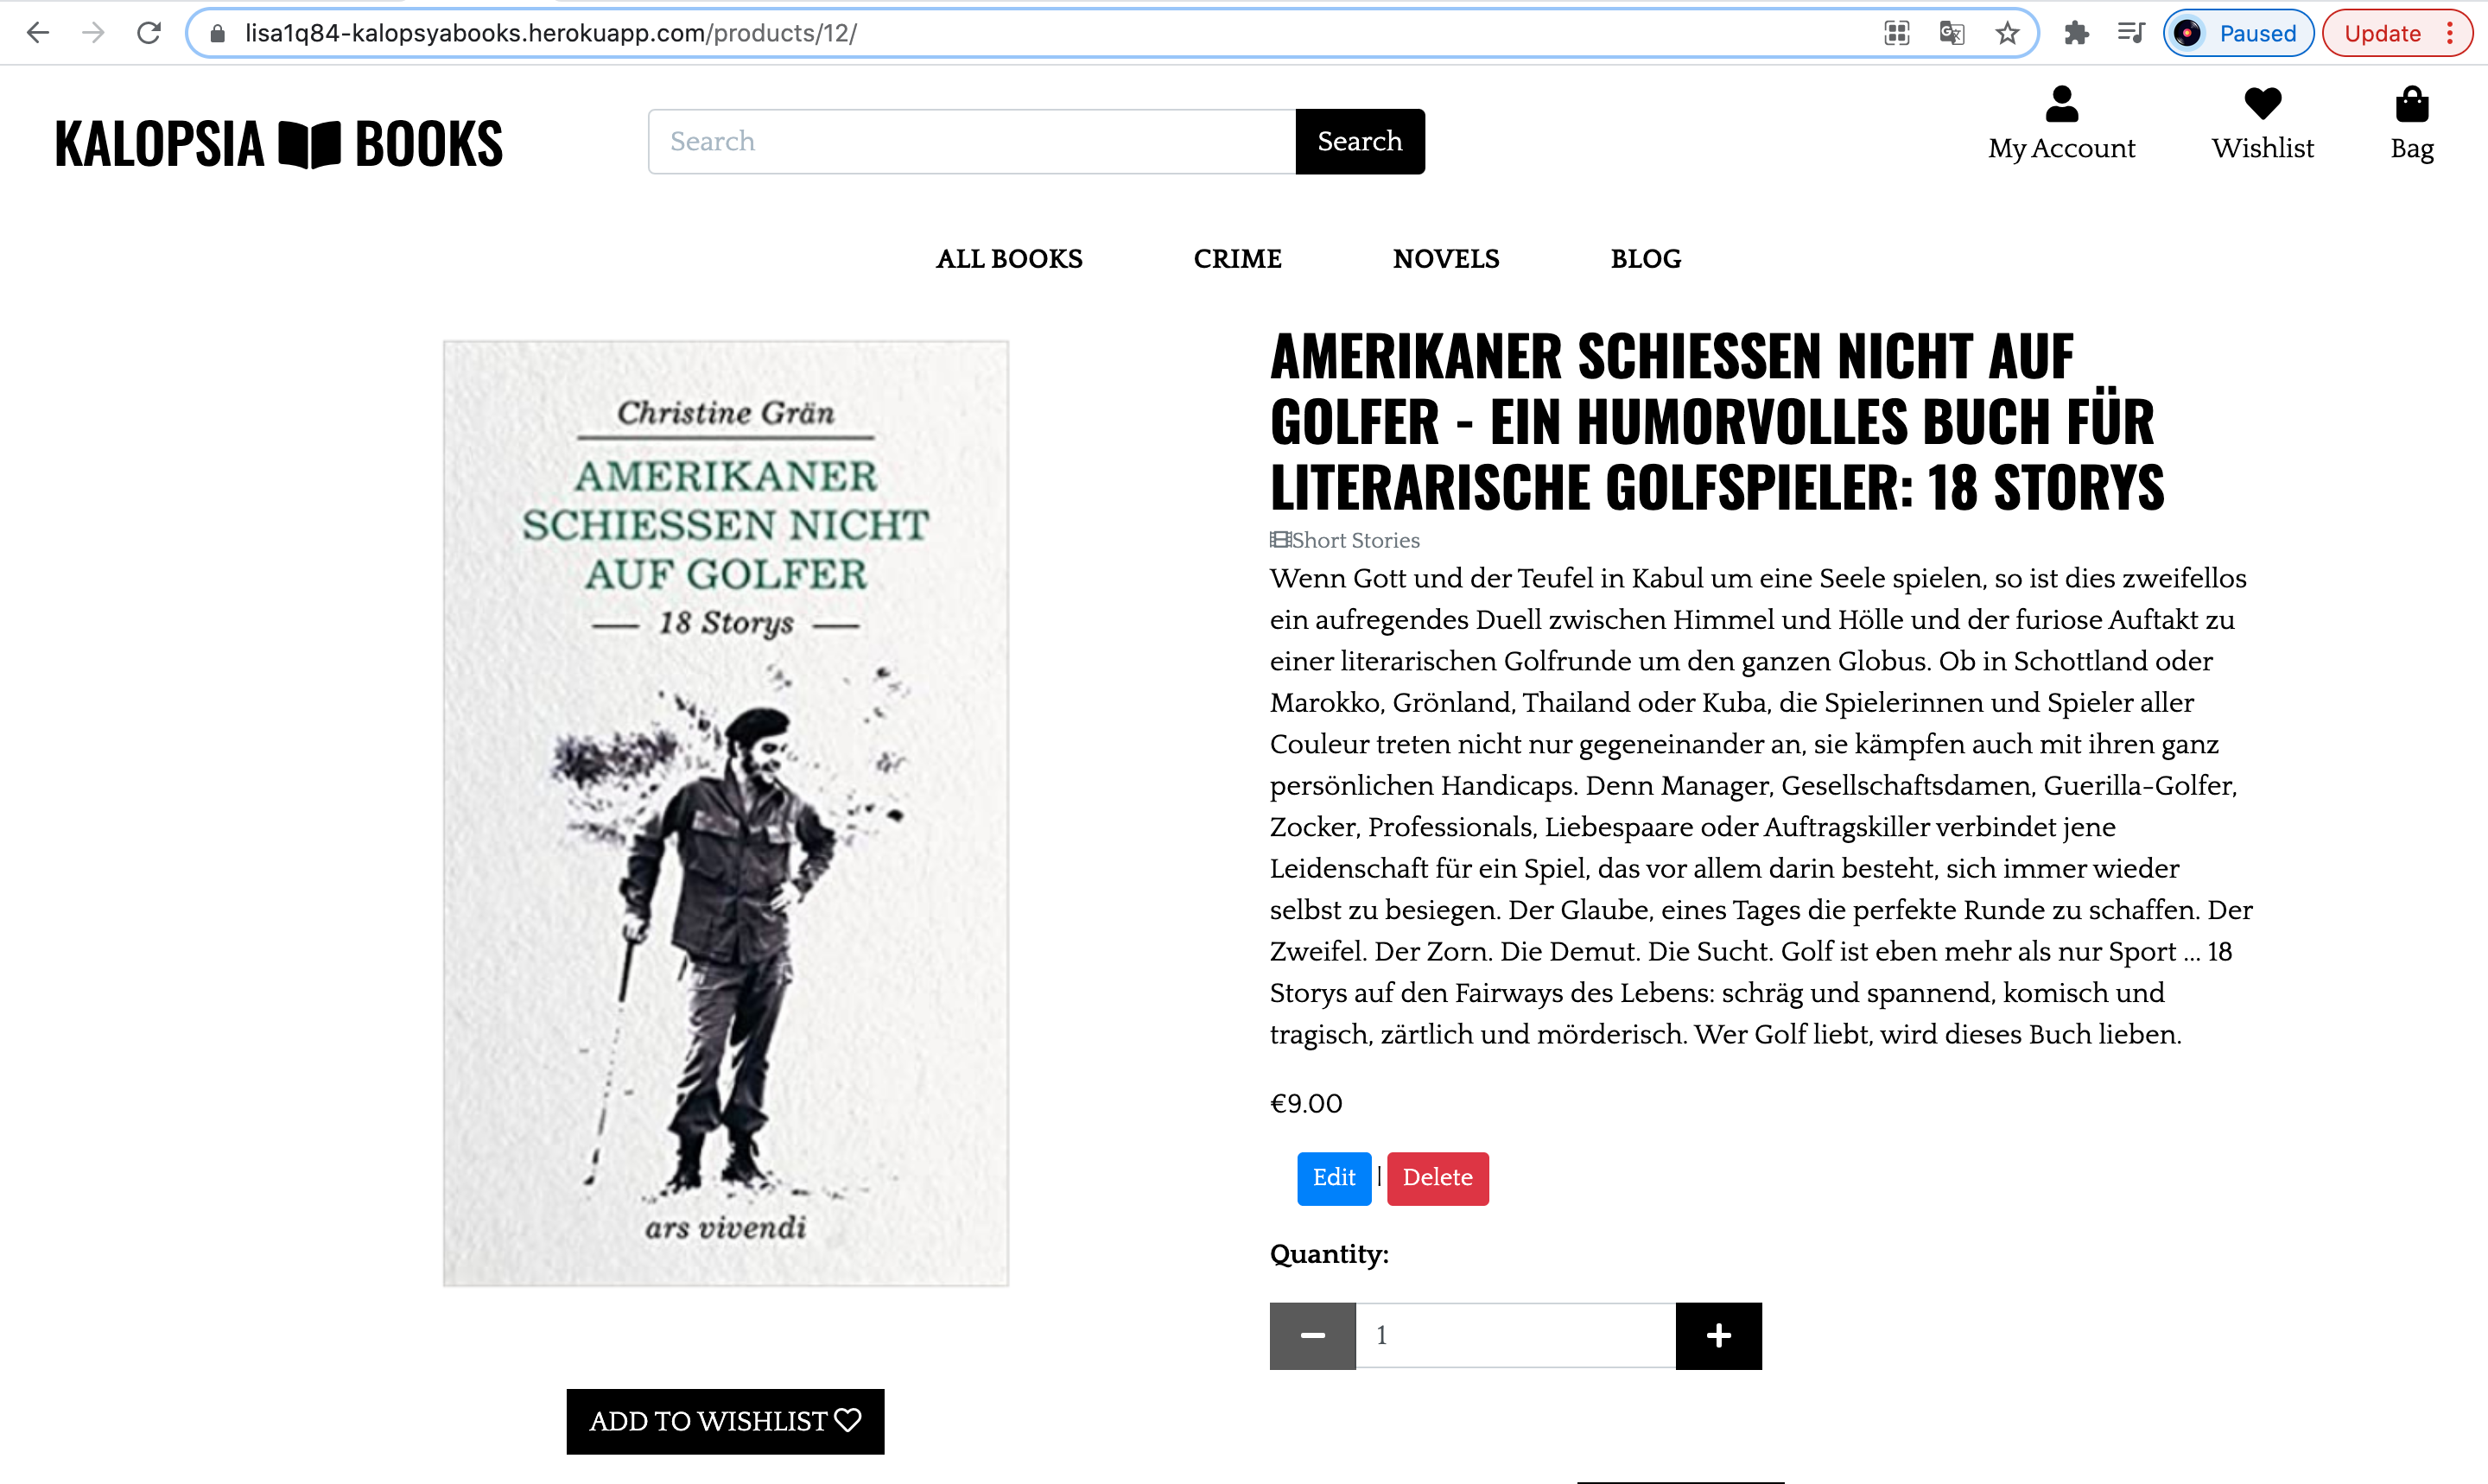 lisa1q84-kalopsyabooks.herokuapp.com/products/12/
Paused
Update
KALOPSIA BOOKS
Search
Search
My Account
Wishlist
Bag
ALL BOOKS
CRIME
NOVELS
BLOG
Christine Grän
AMERIKANER
SCHIESSEN NICHT
AUF GOLFER
18 Storys
ars vivendi
ADD TO WISHLIST
AMERIKANER SCHIESSEN NICHT AUF
GOLFER - EIN HUMORVOLLES BUCH FÜR
LITERARISCHE GOLFSPIELER: 18 STORYS
Short Stories
Wenn Gott und der Teufel in Kabul um eine Seele spielen, so ist dies zweifellos
ein aufregendes Duell zwischen Himmel und Hölle und der furiose Auftakt zu
einer literarischen Golfrunde um den ganzen Globus. Ob in Schottland oder
Marokko, Grönland, Thailand oder Kuba, die Spielerinnen und Spieler aller
Couleur treten nicht nur gegeneinander an, sie kämpfen auch mit ihren ganz
persönlichen Handicaps. Denn Manager, Gesellschaftsdamen, Guerilla-Golfer,
Zocker, Professionals, Liebespaare oder Auftragskiller verbindet jene
Leidenschaft für ein Spiel, das vor allem darin besteht, sich immer wieder
selbst zu besiegen. Der Glaube, eines Tages die perfekte Runde zu schaffen. Der
Zweifel. Der Zorn. Die Demut. Die Sucht. Golf ist eben mehr als nur Sport ... 18
Storys auf den Fairways des Lebens: schräg und spannend, komisch und
tragisch, zärtlich und mörderisch. Wer Golf liebt, wird dieses Buch lieben.
€9.00
Edit | Delete
Quantity:
1